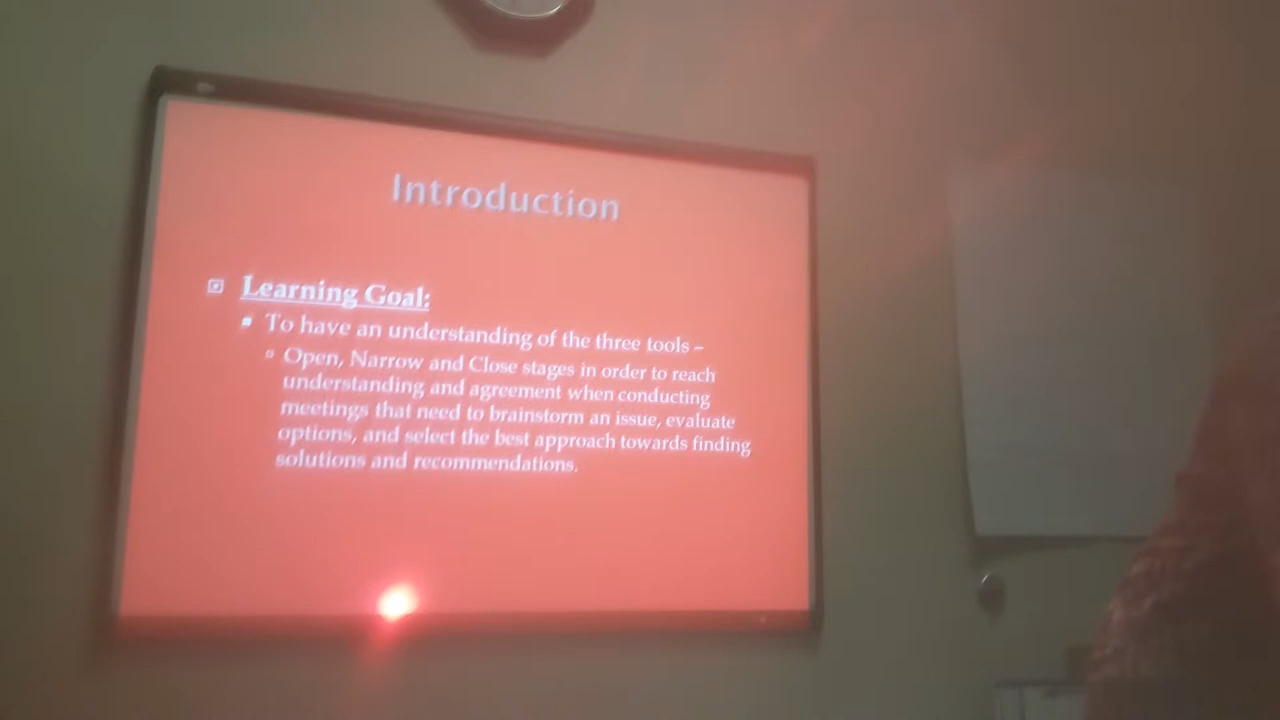 Introduction
Learning Goal:
To have an understanding of the three tools –
Open, Narrow and Close stages in order to reach
understanding and agreement when conducting
meetings that need to brainstorm an issue, evaluate
options, and select the best approach towards finding
solutions and recommendations.